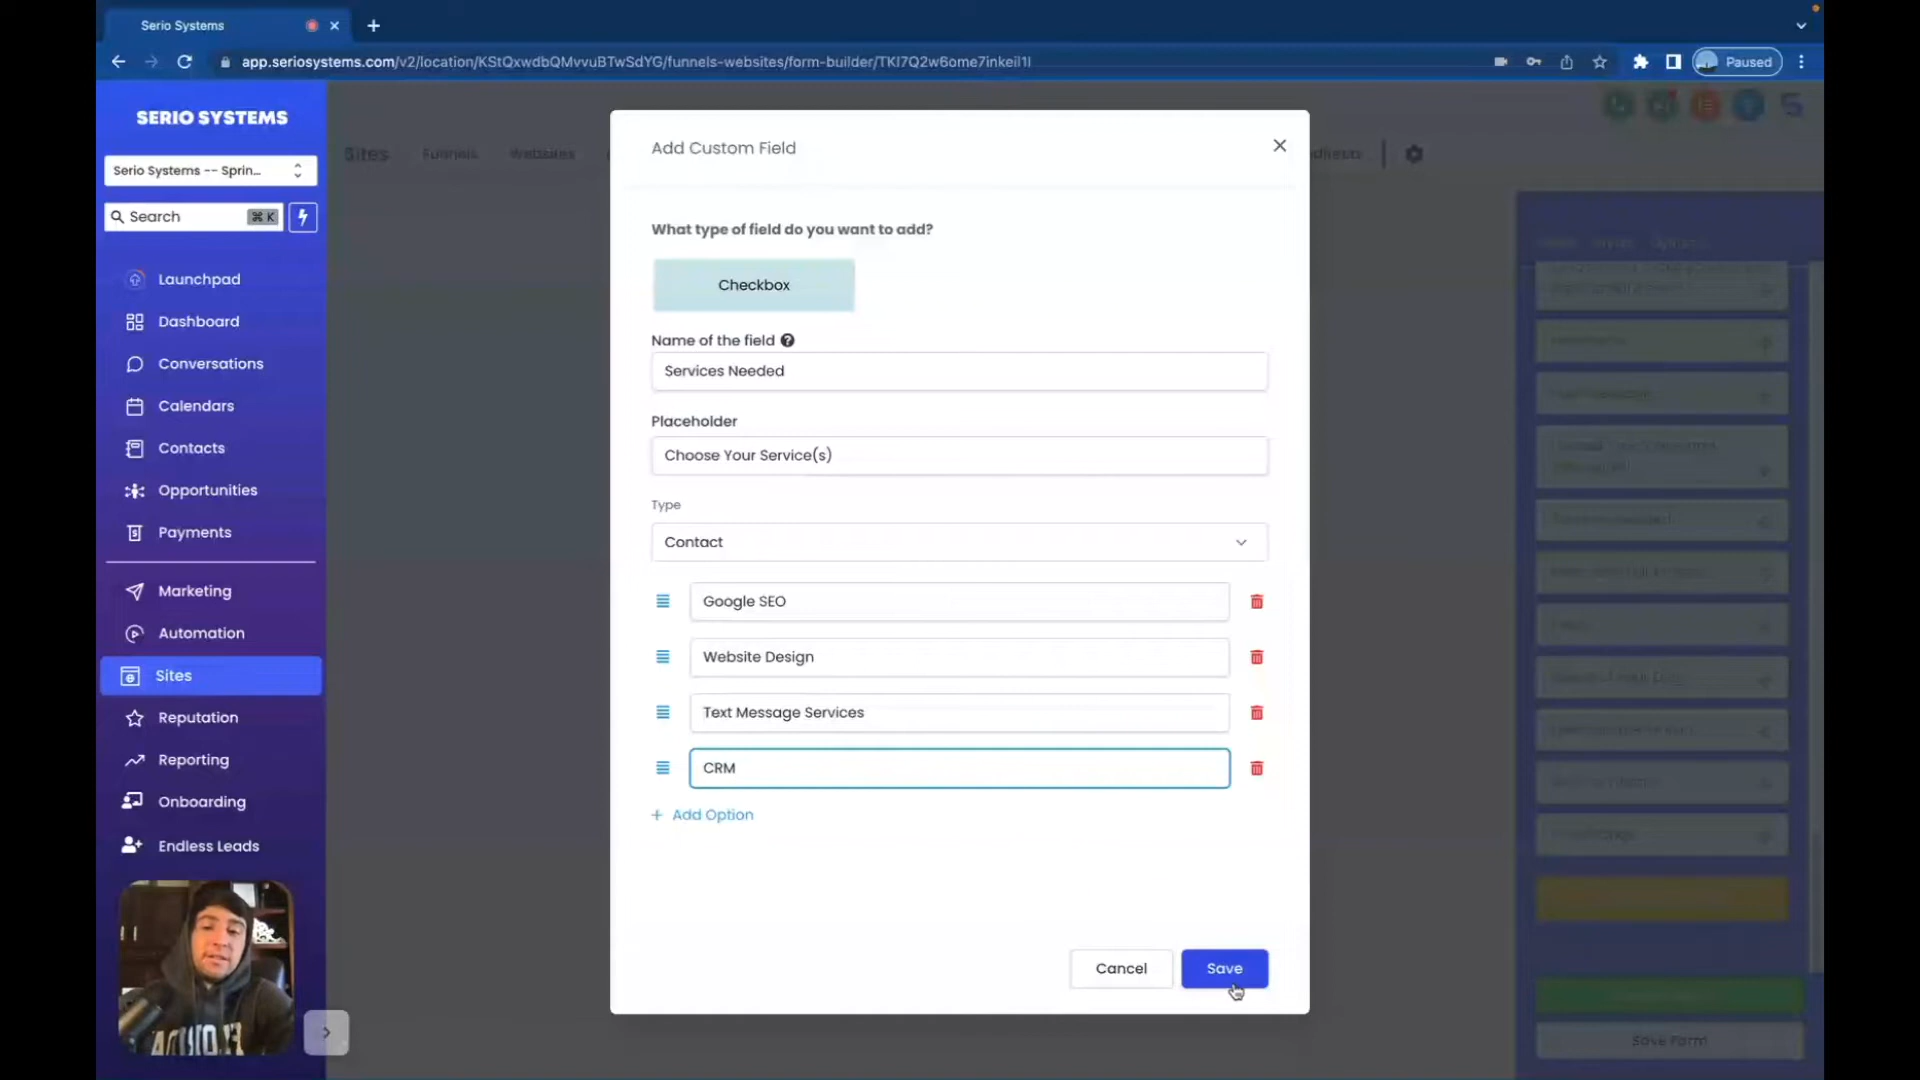 Serio Systems
app.seriosystems.com/v2/location/KStQxwdbQMvvuBTwSdYG/funnels-websites/form-builder/TKI7Q2w6ome7inkeiI1I
Paused
SERIO SYSTEMS
Serio Systems -- Sprin...
Search ⌘ K
Launchpad
Dashboard
Conversations
Calendars
Contacts
Opportunities
Payments
Marketing
Automation
Sites
Reputation
Reporting
Onboarding
Endless Leads
Sites Funnels Websites
Add Custom Field
What type of field do you want to add?
Checkbox
Name of the field
Services Needed
Placeholder
Choose Your Service(s)
Type
Contact
Google SEO
Website Design
Text Message Services
CRM
+ Add Option
Cancel
Save
Save Form